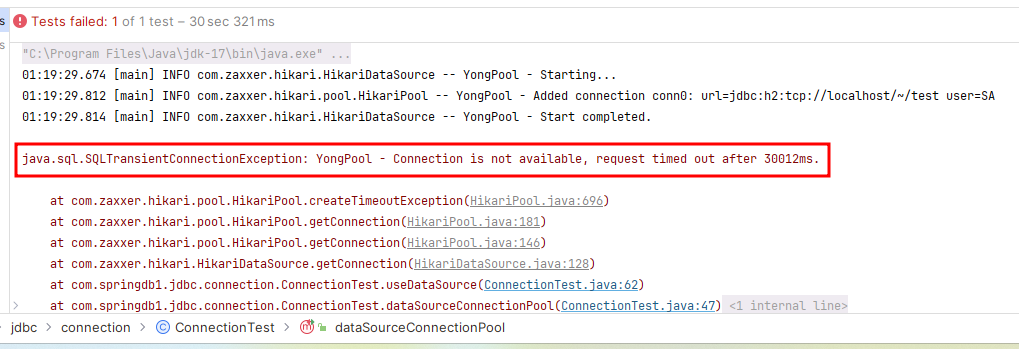 s Tests failed: 1 of 1 test – 30 sec 321 ms
s
"C:\Program Files\Java\jdk-17\bin\java.exe" ...
01:19:29.674 [main] INFO com.zaxxer.hikari.HikariDataSource -- YongPool - Starting...
01:19:29.812 [main] INFO com.zaxxer.hikari.pool.HikariPool -- YongPool - Added connection conn0: url=jdbc:h2:tcp://localhost/~/test user=SA
01:19:29.814 [main] INFO com.zaxxer.hikari.HikariDataSource -- YongPool - Start completed.
java.sql.SQLTransientConnectionException: YongPool - Connection is not available, request timed out after 30012ms.
at com.zaxxer.hikari.pool.HikariPool.createTimeoutException(HikariPool.java:696)
at com.zaxxer.hikari.pool.HikariPool.getConnection(HikariPool.java:181)
at com.zaxxer.hikari.pool.HikariPool.getConnection(HikariPool.java:146)
at com.zaxxer.hikari.HikariDataSource.getConnection(HikariDataSource.java:128)
at com.springdb1.jdbc.connection.ConnectionTest.useDataSource(ConnectionTest.java:62)
at com.springdb1.jdbc.connection.ConnectionTest.dataSourceConnectionPool(ConnectionTest.java:47) <1 internal line>
jdbc > connection > C ConnectionTest > m dataSourceConnectionPool